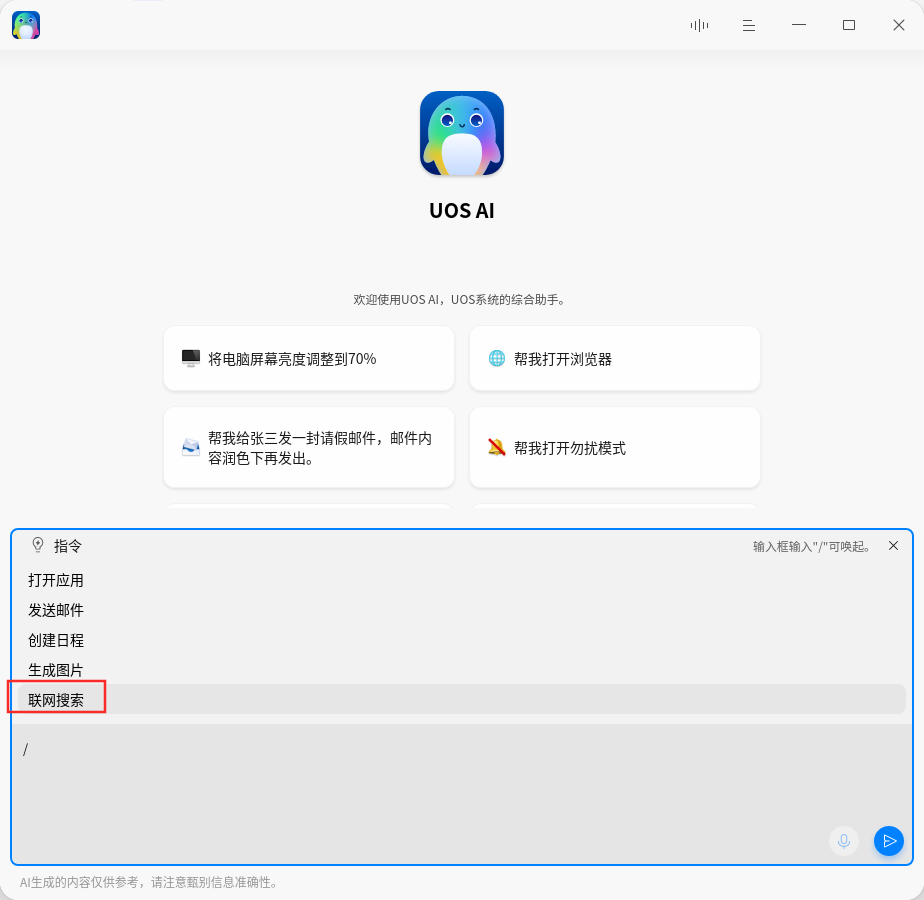 UOS AI
欢迎使用UOS AI，UOS系统的综合助手。
将电脑屏幕亮度调整到70%
帮我打开浏览器
帮我给张三发一封请假邮件，邮件内
容润色下再发出。
帮我打开勿扰模式
指令
输入框输入"/"可唤起。
打开应用
发送邮件
创建日程
生成图片
联网搜索
/
AI生成的内容仅供参考，请注意甄别信息准确性。